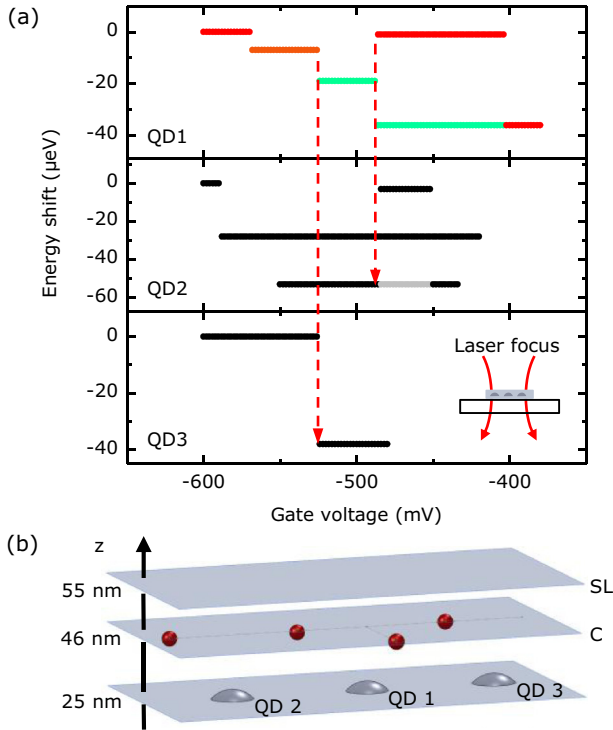 (a)
0
-20
-40
QD1
0
-20
-40
-60
QD2
0
-20
-40
QD3
Energy shift (µeV)
Laser focus
-600
-500
-400
Gate voltage (mV)
(b)
z
55 nm
SL
46 nm
C
25 nm
QD 2
QD 1
QD 3